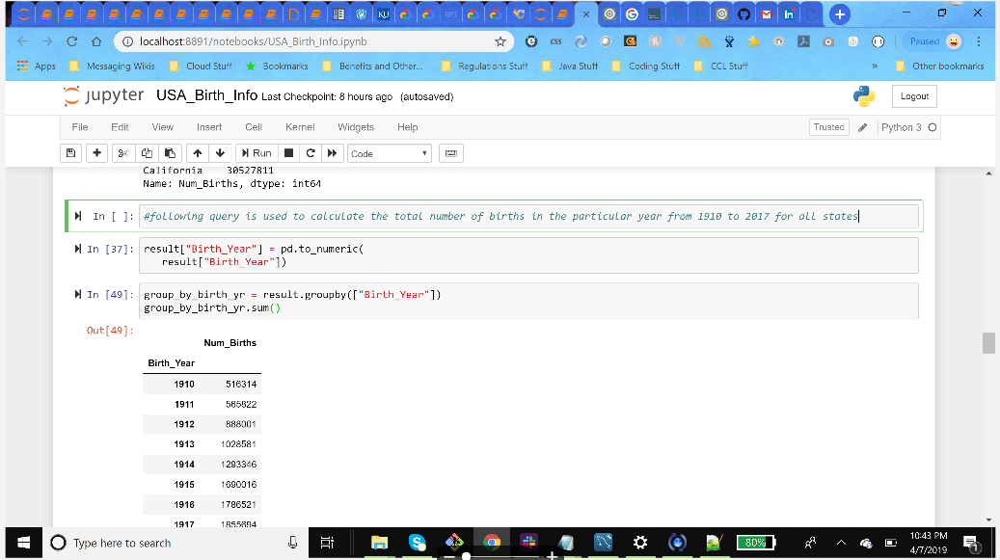 localhost:8891/notebooks/USA_Birth_Info.ipynb
Paused
Apps Messaging Wikis Cloud Stuff Bookmarks Benefits and Other... Regulations Stuff Java Stuff Coding Stuff CCL Stuff » Other bookmarks
jupyter USA_Birth_Info Last Checkpoint: 8 hours ago (autosaved) Logout
File Edit View Insert Cell Kernel Widgets Help Trusted Python 3
Run Code
California 30527811
Name: Num_Births, dtype: int64
In [ ]: #following query is used to calculate the total number of births in the particular year from 1910 to 2017 for all states
In [37]: result["Birth_Year"] = pd.to_numeric(
result["Birth_Year"])
In [49]: group_by_birth_yr = result.groupby(["Birth_Year"])
group_by_birth_yr.sum()
Out[49]:
Num_Births
Birth_Year
1910 516314
1911 565822
1912 888001
1913 1028581
1914 1293346
1915 1690016
1916 1786521
1917 1855694
Type here to search 80% 10:43 PM
4/7/2019